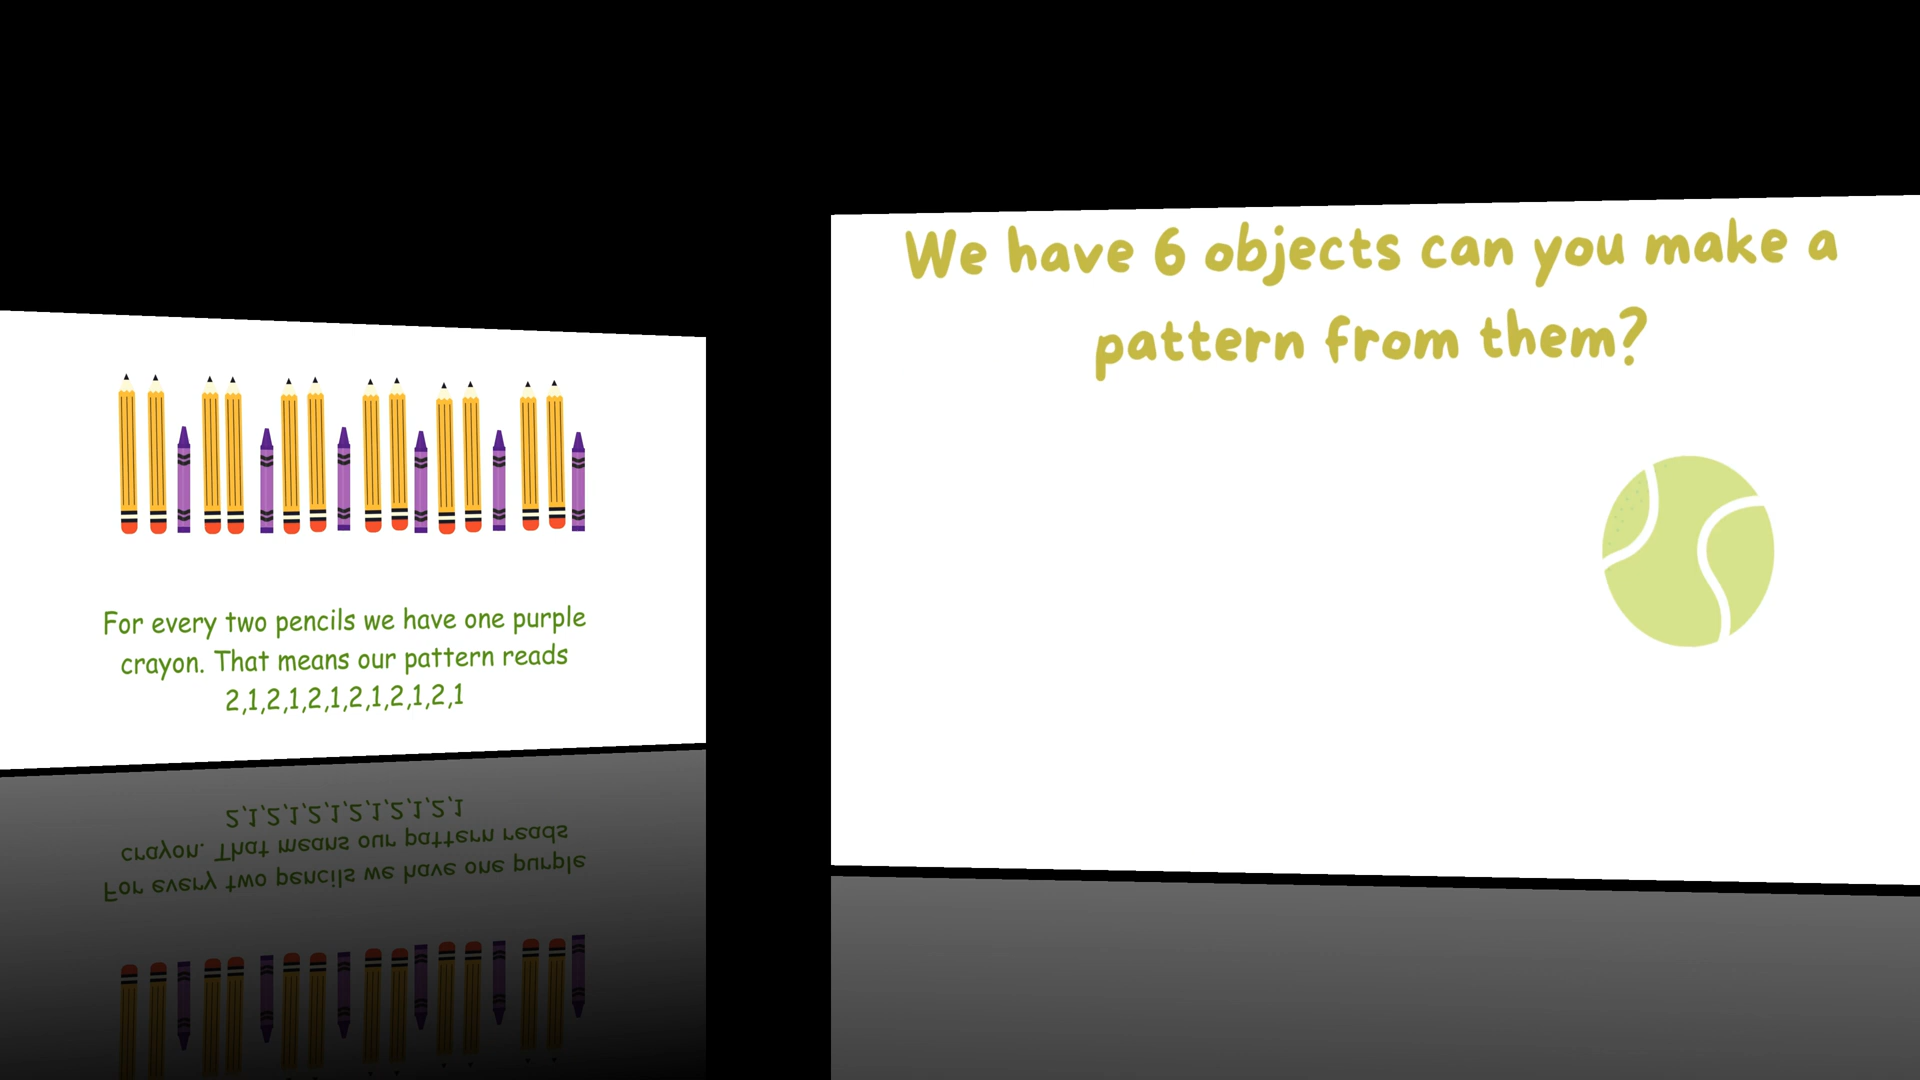 For every two pencils we have one purple
crayon. That means our pattern reads
2,1,2,1,2,1,2,1,2,1,2,1
We have 6 objects can you make a
pattern from them?